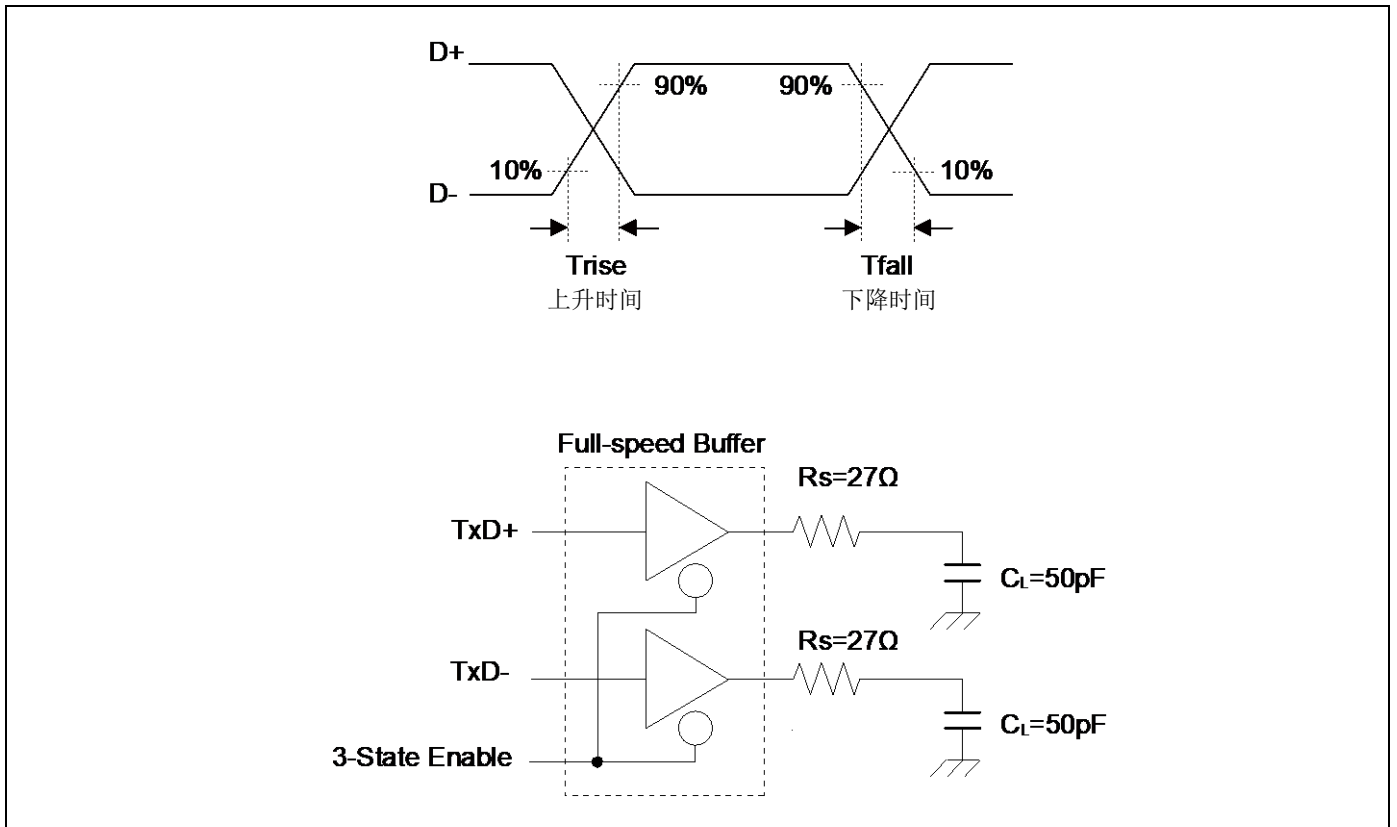 D+
90% 90%
10% 10%
D-
Trise Tfall
上升时间 下降时间
Full-speed Buffer
Rs=27Ω
TxD+
CL=50pF
Rs=27Ω
TxD-
CL=50pF
3-State Enable